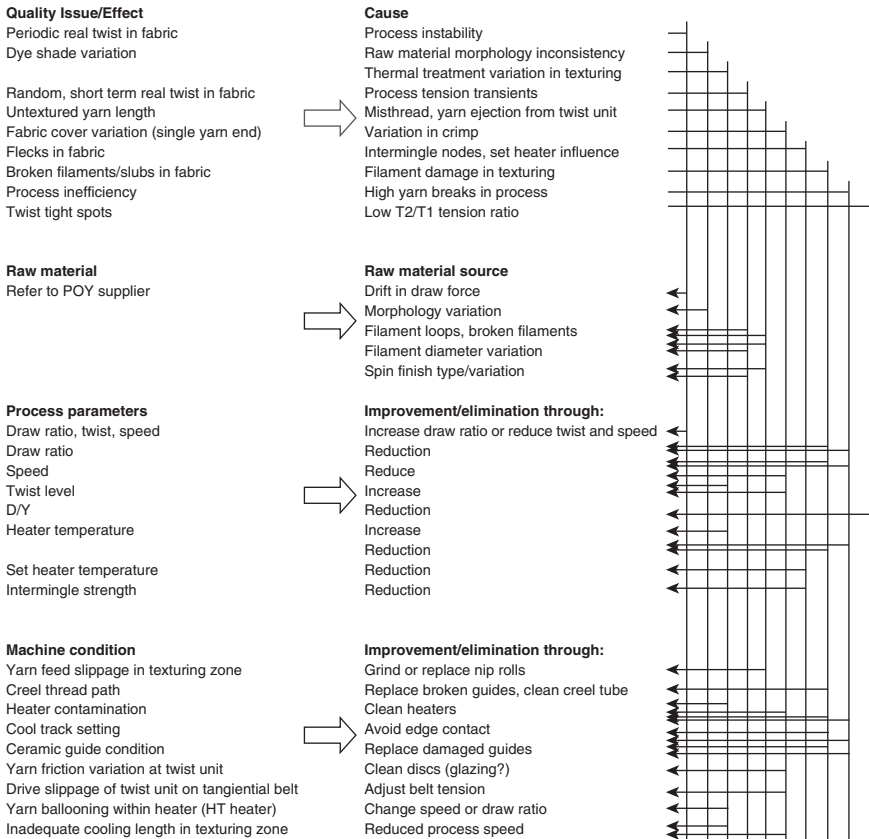 Quality Issue/Effect Cause
Periodic real twist in fabric Process instability
Dye shade variation Raw material morphology inconsistency
Thermal treatment variation in texturing
Random, short term real twist in fabric Process tension transients
Untextured yarn length Misthread, yarn ejection from twist unit
Fabric cover variation (single yarn end) Variation in crimp
Flecks in fabric Intermingle nodes, set heater influence
Broken filaments/slubs in fabric Filament damage in texturing
Process inefficiency High yarn breaks in process
Twist tight spots Low T2/T1 tension ratio
Raw material Raw material source
Refer to POY supplier Drift in draw force
Morphology variation
Filament loops, broken filaments
Filament diameter variation
Spin finish type/variation
Process parameters Improvement/elimination through:
Draw ratio, twist, speed Increase draw ratio or reduce twist and speed
Draw ratio Reduction
Speed Reduce
Twist level Increase
D/Y Reduction
Heater temperature Increase
Reduction
Set heater temperature Reduction
Intermingle strength Reduction
Machine condition Improvement/elimination through:
Yarn feed slippage in texturing zone Grind or replace nip rolls
Creel thread path Replace broken guides, clean creel tube
Heater contamination Clean heaters
Cool track setting Avoid edge contact
Ceramic guide condition Replace damaged guides
Yarn friction variation at twist unit Clean discs (glazing?)
Drive slippage of twist unit on tangiential belt Adjust belt tension
Yarn ballooning within heater (HT heater) Change speed or draw ratio
Inadequate cooling length in texturing zone Reduced process speed